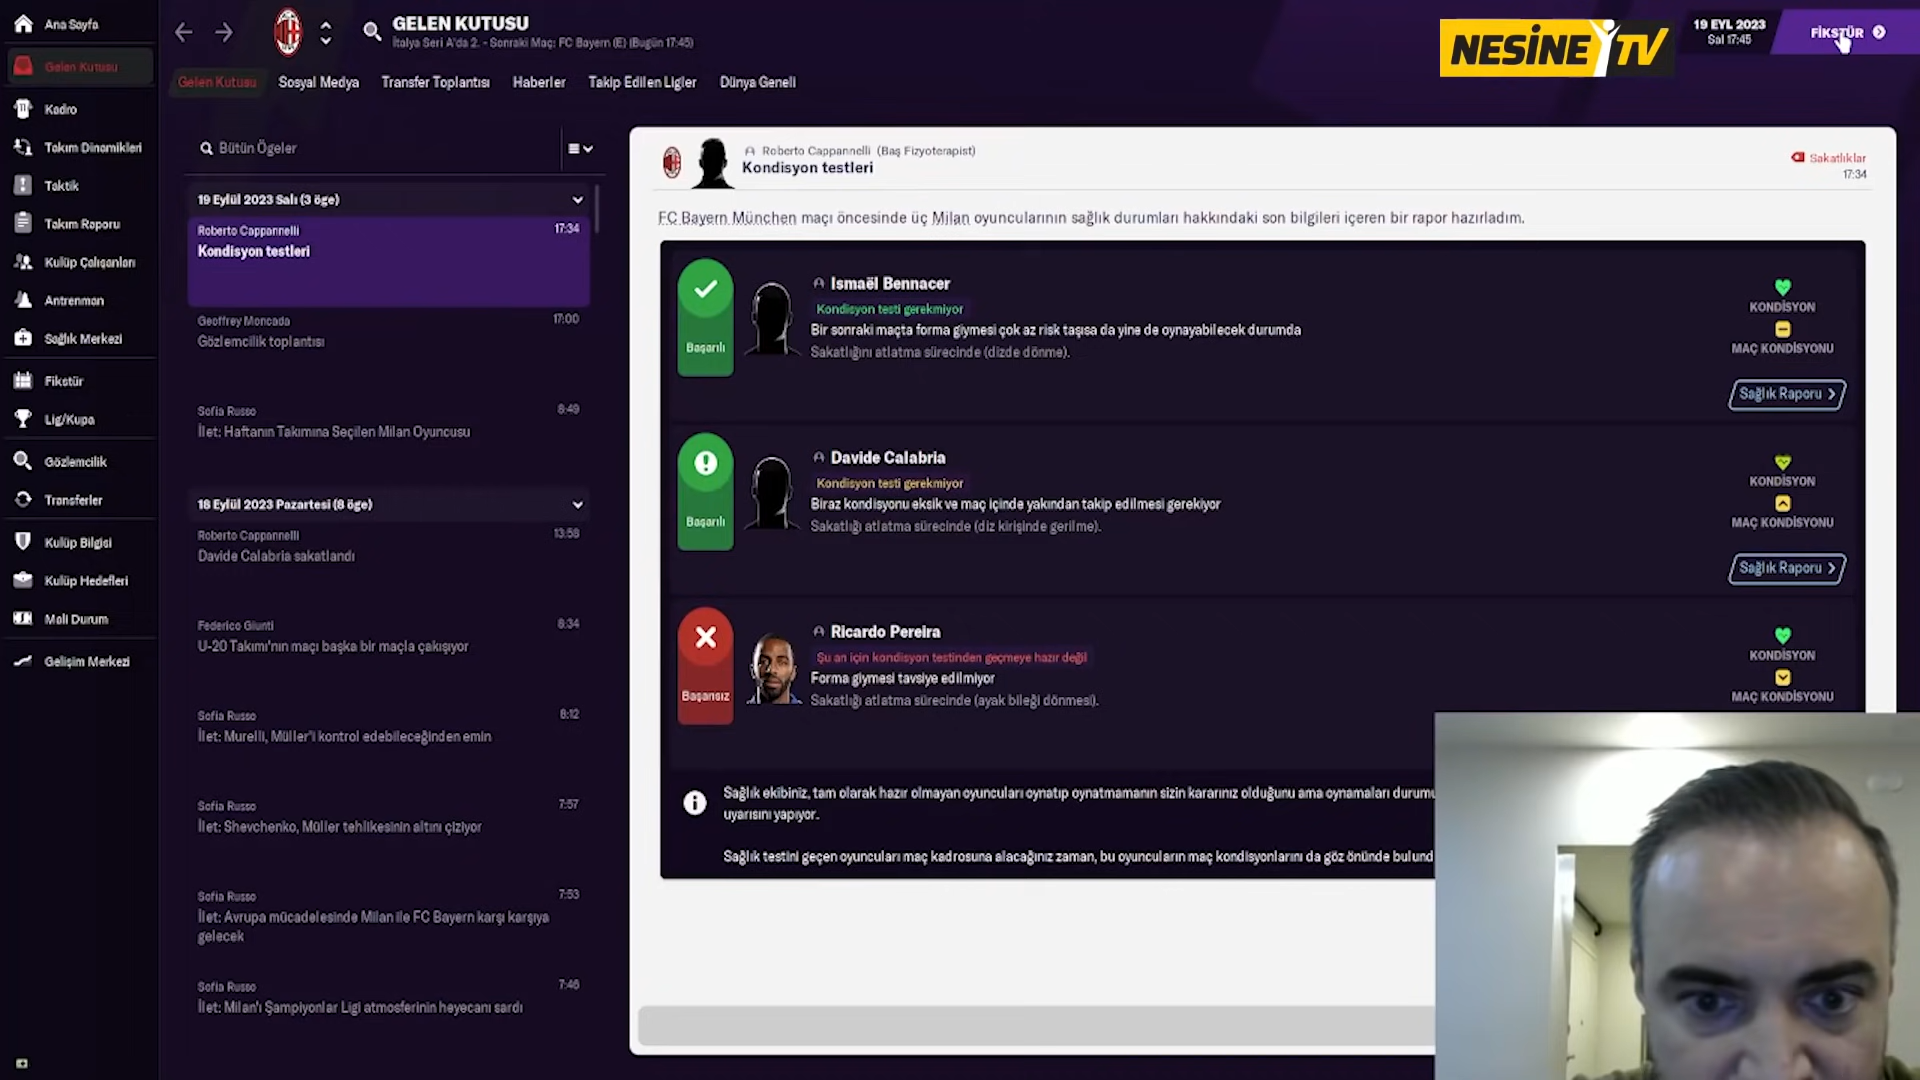 Ana Sayfa
Gelen Kutusu
Kadro
Takım Dinamikleri
Taktik
Takım Raporu
Kulüp Çalışanları
Antrenman
Sağlık Merkezi
Fikstür
Lig/Kupa
Gözlemcilik
Transferler
Kulüp Bilgisi
Kulüp Hedefleri
Mali Durum
Gelişim Merkezi
GELEN KUTUSU
İtalya Seri A'da 2. - Sonraki Maç: FC Bayern (E) (Bugün 17:45)
NESİNE TV
19 EYL 2023
Sal 17:45
FİKSTÜR
Gelen Kutusu Sosyal Medya Transfer Toplantısı Haberler Takip Edilen Ligler Dünya Geneli
Bütün Ögeler
19 Eylül 2023 Salı (3 öge)
Roberto Cappannelli 17:34
Kondisyon testleri
Geoffrey Moncada 17:00
Gözlemcilik toplantısı
Sofia Russo 8:49
İlet: Haftanın Takımına Seçilen Milan Oyuncusu
18 Eylül 2023 Pazartesi (8 öge)
Roberto Cappannelli 13:58
Davide Calabria sakatlandı
Federico Giunti 8:34
U-20 Takımı'nın maçı başka bir maçla çakışıyor
Sofia Russo 8:12
İlet: Murelli, Müller'i kontrol edebileceğinden emin
Sofia Russo 7:57
İlet: Shevchenko, Müller tehlikesinin altını çiziyor
Sofia Russo 7:53
İlet: Avrupa mücadelesinde Milan ile FC Bayern karşı karşıya
gelecek
Sofia Russo 7:46
İlet: Milan'ı Şampiyonlar Ligi atmosferinin heyecanı sardı
Roberto Cappannelli (Baş Fizyoterapist)
Kondisyon testleri
Sakatlıklar
17:34
FC Bayern München maçı öncesinde üç Milan oyuncularının sağlık durumları hakkındaki son bilgileri içeren bir rapor hazırladım.
Başarılı
Ismaël Bennacer
Kondisyon testi gerekmiyor
Bir sonraki maçta forma giymesi çok az risk taşısa da yine de oynayabilecek durumda
Sakatlığını atlatma sürecinde (dizde dönme).
KONDİSYON
MAÇ KONDİSYONU
Sağlık Raporu
Başarılı
Davide Calabria
Kondisyon testi gerekmiyor
Biraz kondisyonu eksik ve maç içinde yakından takip edilmesi gerekiyor
Sakatlığı atlatma sürecinde (diz kirişinde gerilme).
KONDİSYON
MAÇ KONDİSYONU
Sağlık Raporu
Başarısız
Ricardo Pereira
Şu an için kondisyon testinden geçmeye hazır değil
Forma giymesi tavsiye edilmiyor
Sakatlığı atlatma sürecinde (ayak bileği dönmesi).
KONDİSYON
MAÇ KONDİSYONU
Sağlık ekibiniz, tam olarak hazır olmayan oyuncuları oynatıp oynatmamanın sizin kararınız olduğunu ama oynamaları durumu
uyarısını yapıyor.
Sağlık testini geçen oyuncuları maç kadrosuna alacağınız zaman, bu oyuncuların maç kondisyonlarını da göz önünde bulund